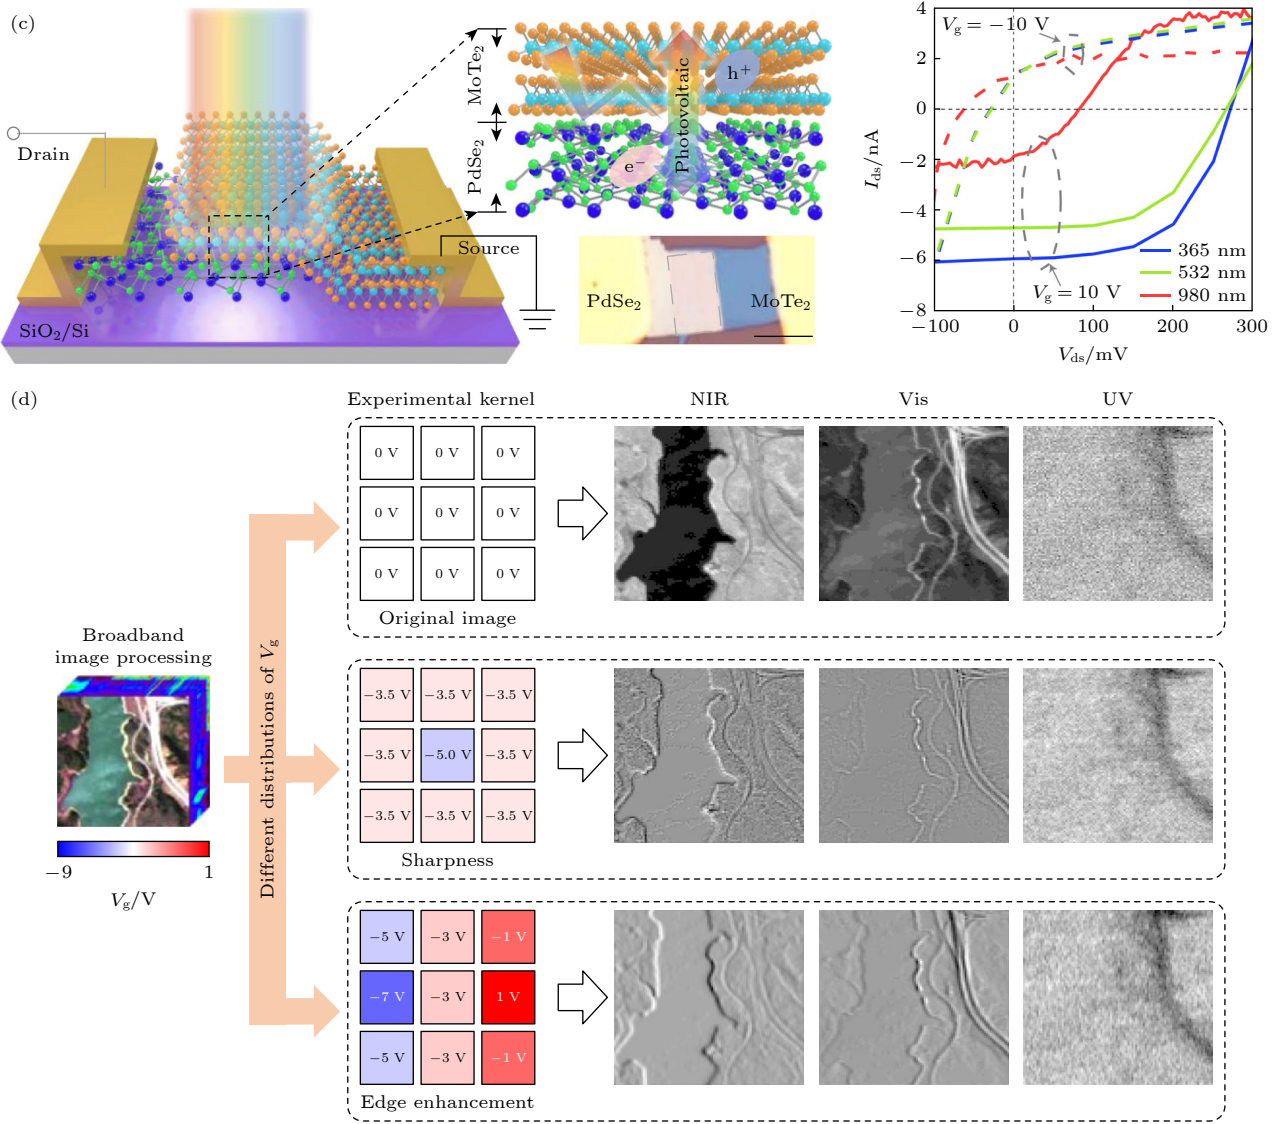 (c)
Drain
SiO2/Si
MoTe2
PdSe2
h+
e−
Photovoltaic
Source
PdSe2
MoTe2
4
2
0
−2
−4
−6
−8
Ids/nA
Vg = −10 V
Vg = 10 V
365 nm
532 nm
980 nm
−100
0
100
200
300
Vds/mV
(d)
Experimental kernel
NIR
Vis
UV
0 V 0 V 0 V
0 V 0 V 0 V
0 V 0 V 0 V
Original image
Broadband
image processing
−9
1
Vg/V
Different distributions of Vg
−3.5 V −3.5 V −3.5 V
−3.5 V −5.0 V −3.5 V
−3.5 V −3.5 V −3.5 V
Sharpness
−5 V −3 V −1 V
−7 V −3 V 1 V
−5 V −3 V −1 V
Edge enhancement